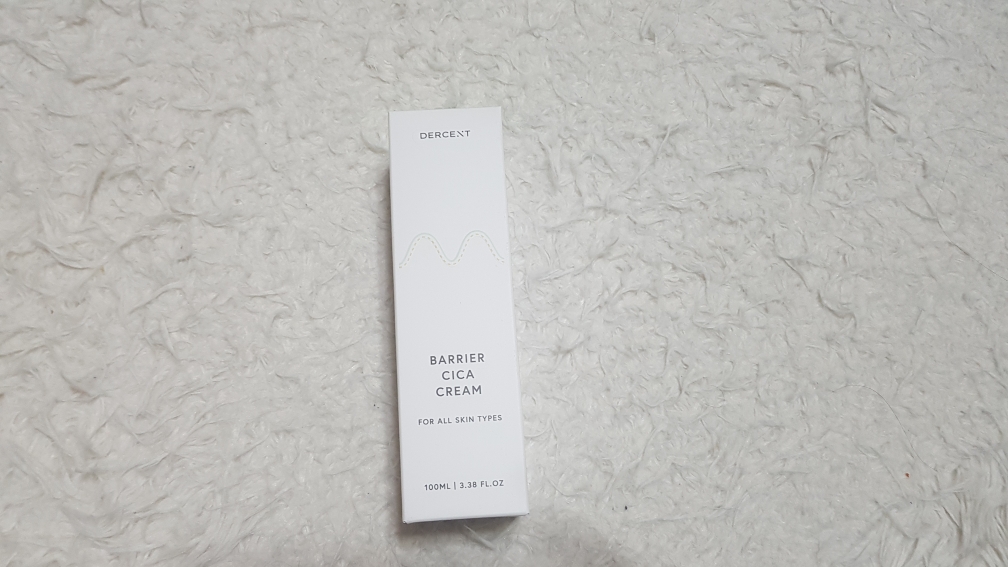 DERCENT
BARRIER
CICA
CREAM
FOR ALL SKIN TYPES
100ML | 3.38 FL.OZ